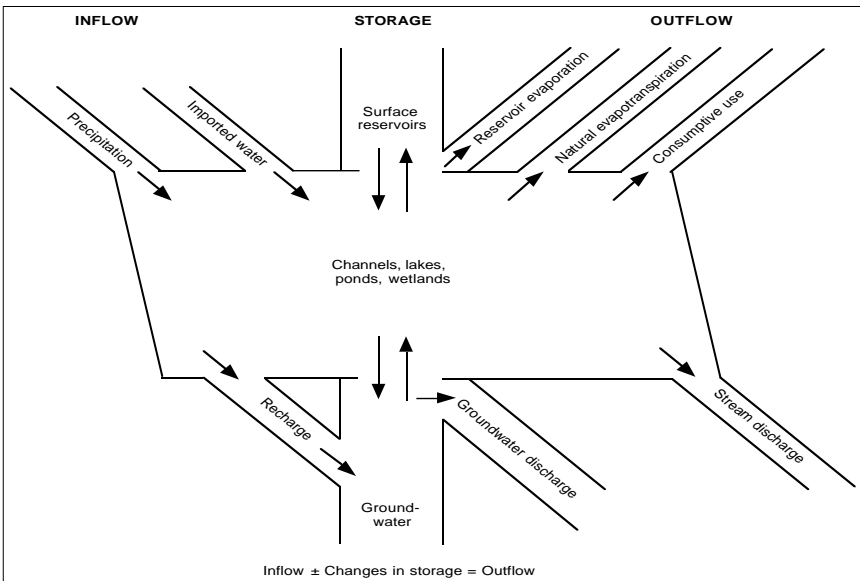 INFLOW
STORAGE
OUTFLOW
Precipitation
Imported water
Surface
reservoirs
Reservoir evaporation
Natural evapotranspiration
Consumptive use
Channels, lakes,
ponds, wetlands
Recharge
Ground-
water
Groundwater discharge
Stream discharge
Inflow ± Changes in storage = Outflow